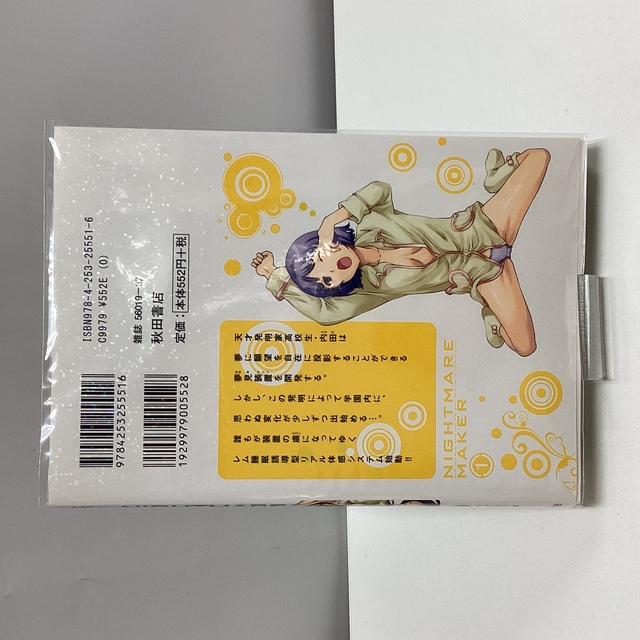 ISBN978-4-253-25551-6
C9979 ¥552E (0)
雑誌 56019-
秋田書店
定価：本体552円+税
9784253255516
1929979005528
天才発明家高校生・内田は
夢に願望を自在に投影することができる
夢見装置を開発する。
しかし、この発明によって学園内に、
思わぬ変化が少しずつ出始める…。
誰もが装置の虜になってゆく
レム睡眠誘導型リアル体感システム始動!!
NIGHTMARE
MAKER
1